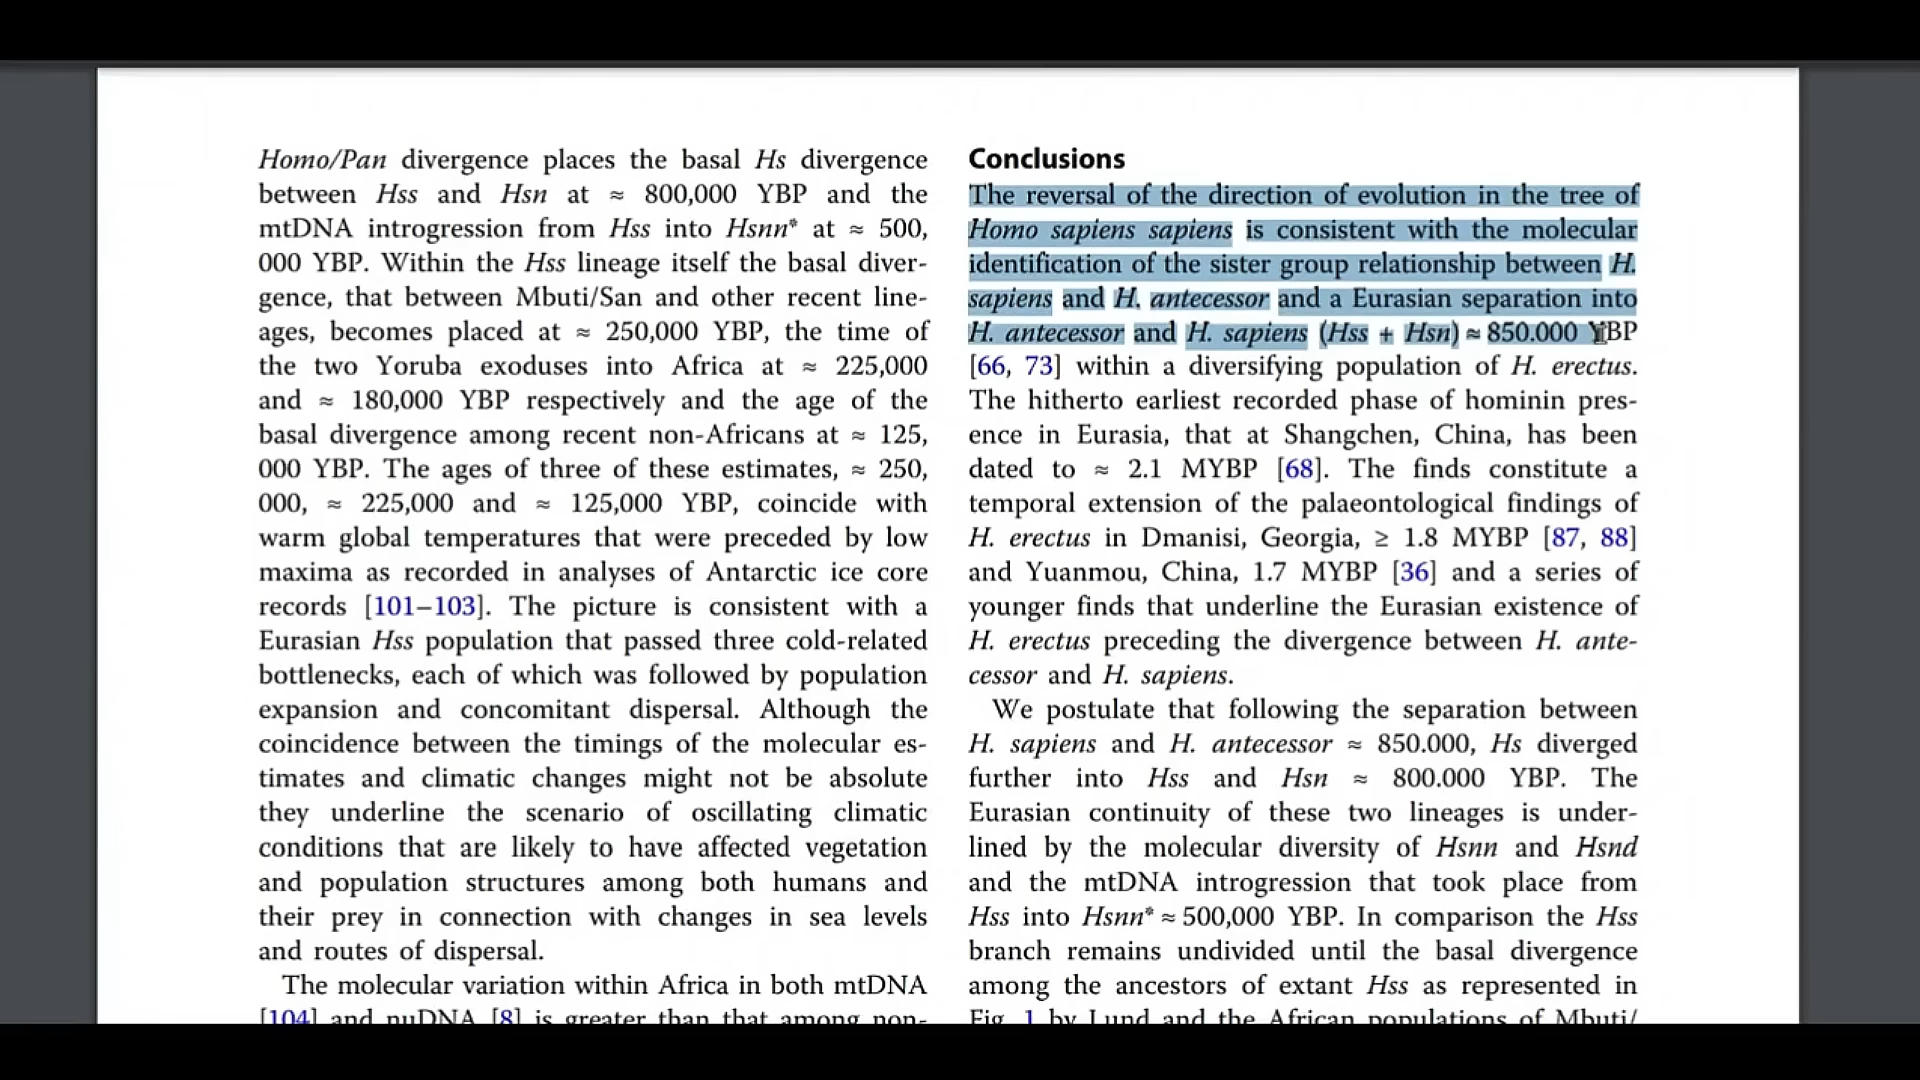 Homo/Pan divergence places the basal Hs divergence
between Hss and Hsn at ≈ 800,000 YBP and the
mtDNA introgression from Hss into Hsnn* at ≈ 500,
000 YBP. Within the Hss lineage itself the basal diver-
gence, that between Mbuti/San and other recent line-
ages, becomes placed at ≈ 250,000 YBP, the time of
the two Yoruba exoduses into Africa at ≈ 225,000
and ≈ 180,000 YBP respectively and the age of the
basal divergence among recent non-Africans at ≈ 125,
000 YBP. The ages of three of these estimates, ≈ 250,
000, ≈ 225,000 and ≈ 125,000 YBP, coincide with
warm global temperatures that were preceded by low
maxima as recorded in analyses of Antarctic ice core
records [101–103]. The picture is consistent with a
Eurasian Hss population that passed three cold-related
bottlenecks, each of which was followed by population
expansion and concomitant dispersal. Although the
coincidence between the timings of the molecular es-
timates and climatic changes might not be absolute
they underline the scenario of oscillating climatic
conditions that are likely to have affected vegetation
and population structures among both humans and
their prey in connection with changes in sea levels
and routes of dispersal.
The molecular variation within Africa in both mtDNA
[104] and nuDNA [8] is greater than that among non-
Conclusions
The reversal of the direction of evolution in the tree of
Homo sapiens sapiens is consistent with the molecular
identification of the sister group relationship between H.
sapiens and H. antecessor and a Eurasian separation into
H. antecessor and H. sapiens (Hss + Hsn) ≈ 850.000 YBP
[66, 73] within a diversifying population of H. erectus.
The hitherto earliest recorded phase of hominin pres-
ence in Eurasia, that at Shangchen, China, has been
dated to ≈ 2.1 MYBP [68]. The finds constitute a
temporal extension of the palaeontological findings of
H. erectus in Dmanisi, Georgia, ≥ 1.8 MYBP [87, 88]
and Yuanmou, China, 1.7 MYBP [36] and a series of
younger finds that underline the Eurasian existence of
H. erectus preceding the divergence between H. ante-
cessor and H. sapiens.
We postulate that following the separation between
H. sapiens and H. antecessor ≈ 850.000, Hs diverged
further into Hss and Hsn ≈ 800.000 YBP. The
Eurasian continuity of these two lineages is under-
lined by the molecular diversity of Hsnn and Hsnd
and the mtDNA introgression that took place from
Hss into Hsnn* ≈ 500,000 YBP. In comparison the Hss
branch remains undivided until the basal divergence
among the ancestors of extant Hss as represented in
Fig. 1 by Lund and the African populations of Mbuti/